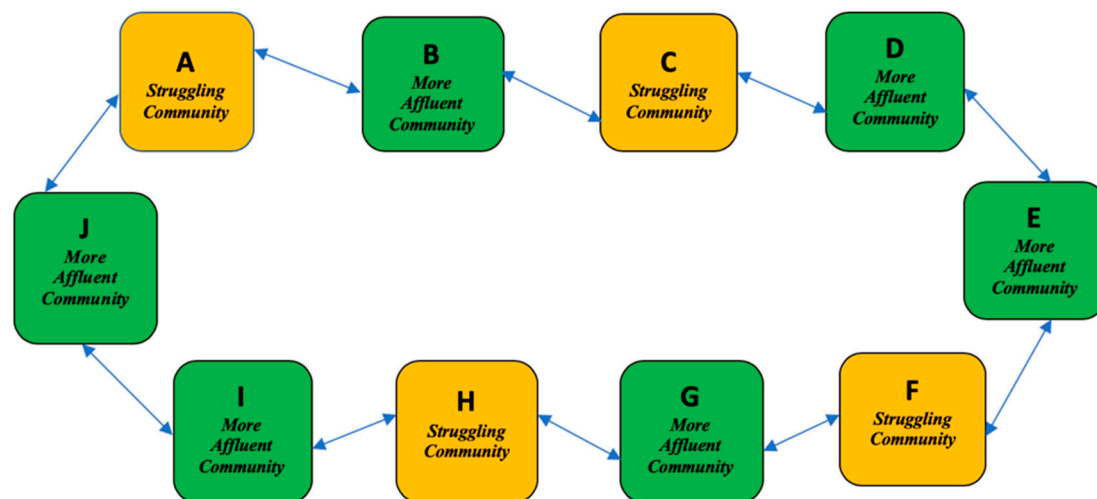 A
Struggling
Community
B
More
Affluent
Community
C
Struggling
Community
D
More
Affluent
Community
E
More
Affluent
Community
F
Struggling
Community
G
More
Affluent
Community
H
Struggling
Community
I
More
Affluent
Community
J
More
Affluent
Community